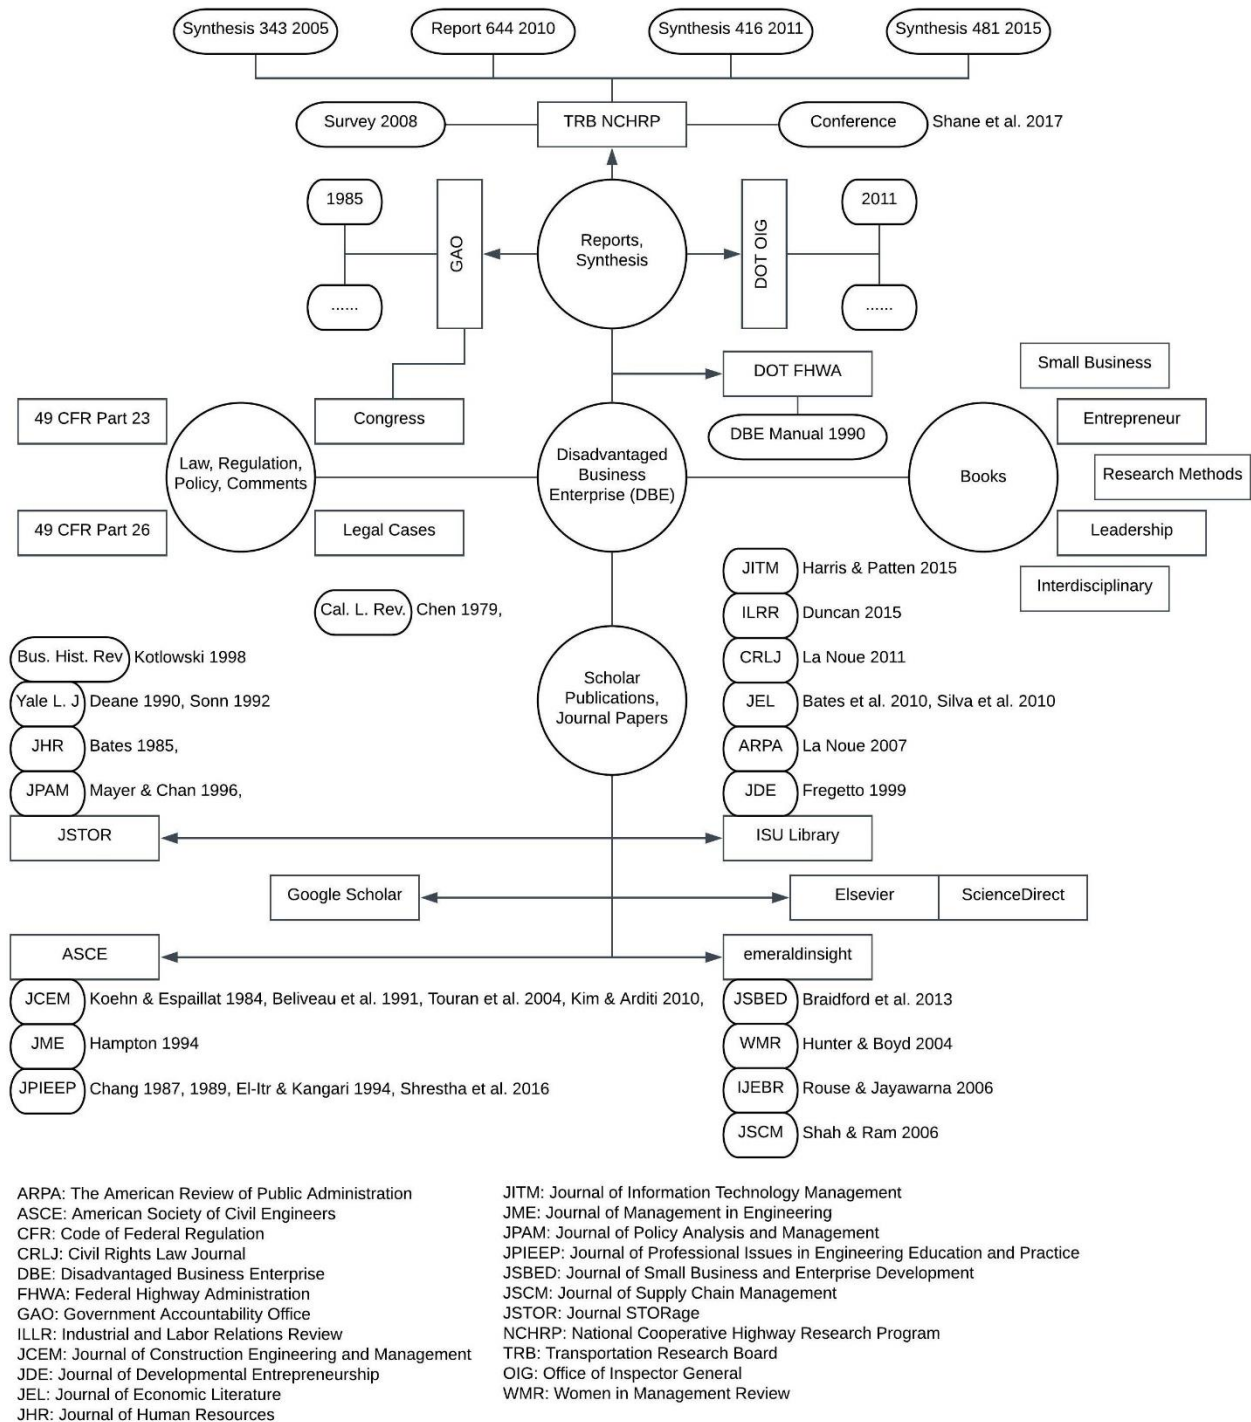 Synthesis 343 2005
Report 644 2010
Synthesis 416 2011
Synthesis 481 2015
Survey 2008
TRB NCHRP
Conference
Shane et al. 2017
1985
GAO
......
Reports,
Synthesis
DOT OIG
2011
......
DOT FHWA
DBE Manual 1990
49 CFR Part 23
Congress
Law, Regulation,
Policy, Comments
49 CFR Part 26
Legal Cases
Disadvantaged
Business
Enterprise (DBE)
Books
Small Business
Entrepreneur
Research Methods
Leadership
Interdisciplinary
Cal. L. Rev.
Chen 1979,
Bus. Hist. Rev
Kotlowski 1998
Yale L. J
Deane 1990, Sonn 1992
JHR
Bates 1985,
JPAM
Mayer & Chan 1996,
JSTOR
Scholar
Publications,
Journal Papers
JITM
Harris & Patten 2015
ILRR
Duncan 2015
CRLJ
La Noue 2011
JEL
Bates et al. 2010, Silva et al. 2010
ARPA
La Noue 2007
JDE
Fregetto 1999
ISU Library
Google Scholar
Elsevier
ScienceDirect
ASCE
JCEM
Koehn & Espaillat 1984, Beliveau et al. 1991, Touran et al. 2004, Kim & Arditi 2010,
JME
Hampton 1994
JPIEEP
Chang 1987, 1989, El-Itr & Kangari 1994, Shrestha et al. 2016
emeraldinsight
JSBED
Braidford et al. 2013
WMR
Hunter & Boyd 2004
IJEBR
Rouse & Jayawarna 2006
JSCM
Shah & Ram 2006
ARPA: The American Review of Public Administration
ASCE: American Society of Civil Engineers
CFR: Code of Federal Regulation
CRLJ: Civil Rights Law Journal
DBE: Disadvantaged Business Enterprise
FHWA: Federal Highway Administration
GAO: Government Accountability Office
ILLR: Industrial and Labor Relations Review
JCEM: Journal of Construction Engineering and Management
JDE: Journal of Developmental Entrepreneurship
JEL: Journal of Economic Literature
JHR: Journal of Human Resources
JITM: Journal of Information Technology Management
JME: Journal of Management in Engineering
JPAM: Journal of Policy Analysis and Management
JPIEEP: Journal of Professional Issues in Engineering Education and Practice
JSBED: Journal of Small Business and Enterprise Development
JSCM: Journal of Supply Chain Management
JSTOR: Journal STORage
NCHRP: National Cooperative Highway Research Program
TRB: Transportation Research Board
OIG: Office of Inspector General
WMR: Women in Management Review